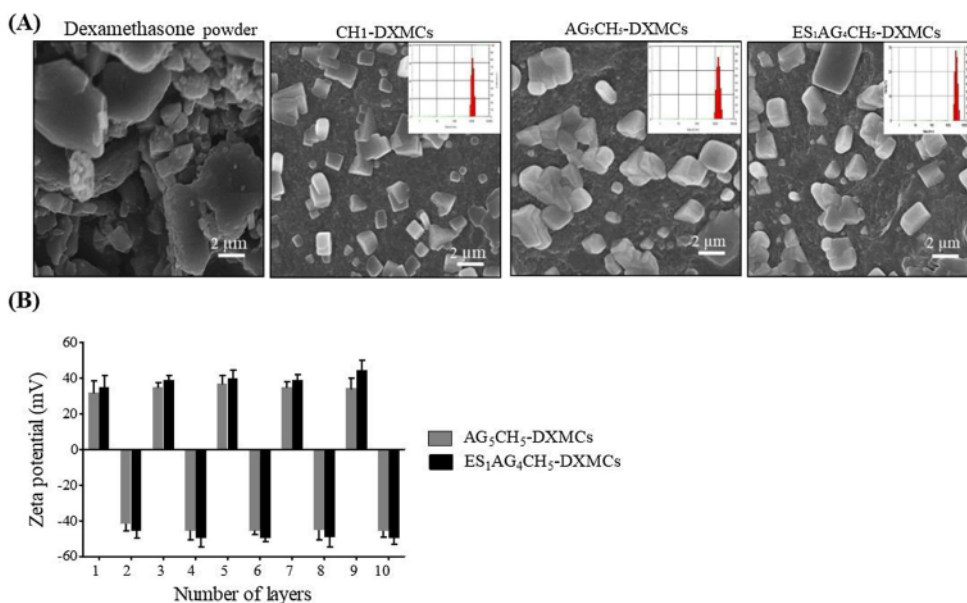 (A)
Dexamethasone powder
CH1-DXMCs
AG₅CH₅-DXMCs
ES₁AG₄CH₅-DXMCs
2 μm
2 μm
2 μm
2 μm
(B)
60
40
20
0
-20
-40
-60
Zeta potential (mV)
1 2 3 4 5 6 7 8 9 10
Number of layers
AG₅CH₅-DXMCs
ES₁AG₄CH₅-DXMCs